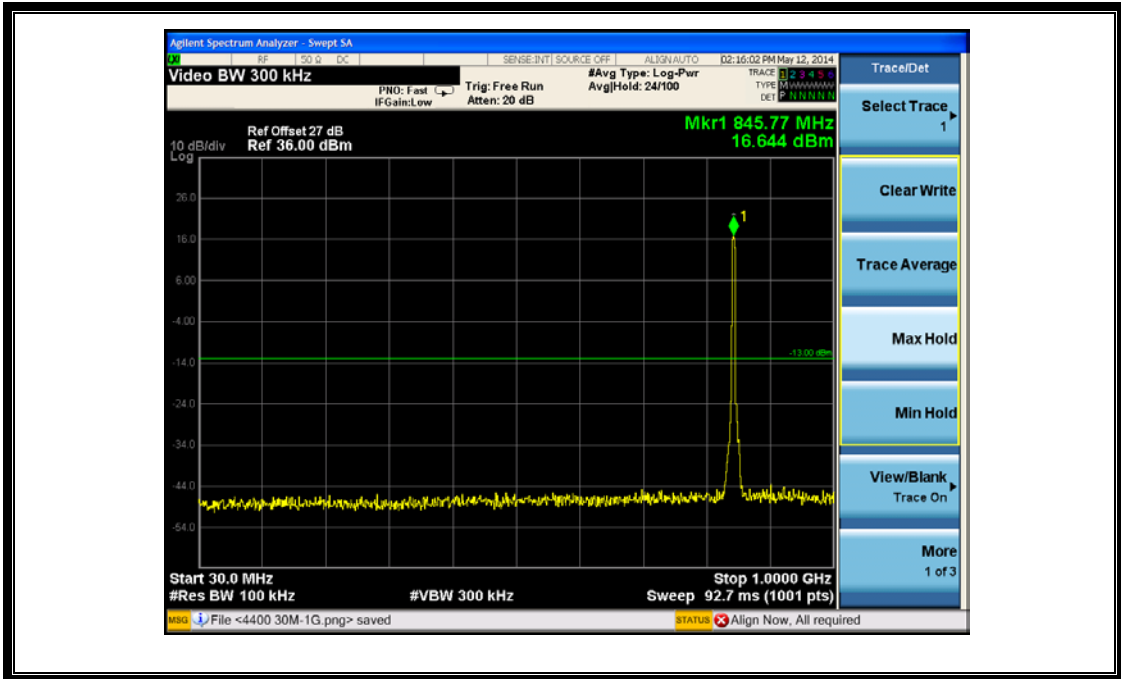 Agilent Spectrum Analyzer - Swept SA
RF 50 Ω DC SENSE:INT SOURCE OFF ALIGN AUTO 02:16:02 PM May 12, 2014
Video BW 300 kHz
PNO: Fast
IFGain:Low
Trig: Free Run
Atten: 20 dB
#Avg Type: Log-Pwr
Avg|Hold: 24/100
TRACE 1 2 3 4 5 6
TYPE M W W W W W
DET P N N N N N
Ref Offset 27 dB
Ref 36.00 dBm
10 dB/div
Log
Mkr1 845.77 MHz
16.644 dBm
26.0
16.0
6.00
-4.00
-14.0
-24.0
-34.0
-44.0
-54.0
1
-13.00 dBm
Start 30.0 MHz
#Res BW 100 kHz
#VBW 300 kHz
Stop 1.0000 GHz
Sweep 92.7 ms (1001 pts)
Trace/Det
Select Trace
1
Clear Write
Trace Average
Max Hold
Min Hold
View/Blank
Trace On
More
1 of 3
MSG File <4400 30M-1G.png> saved
STATUS Align Now, All required